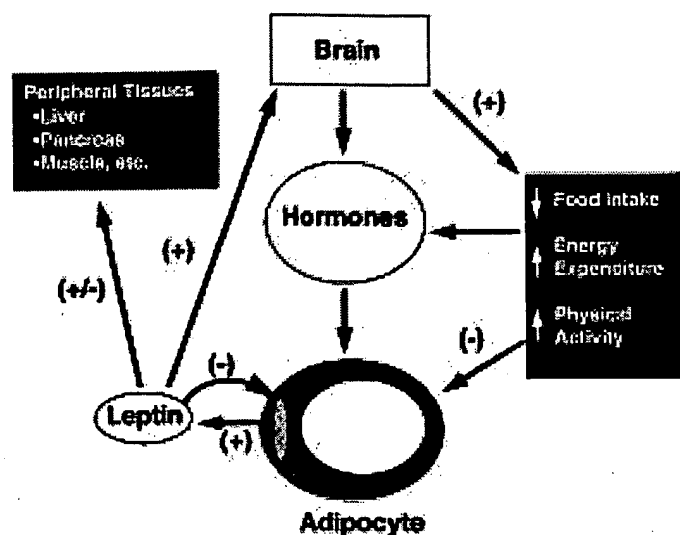 Brain
Peripheral Tissues
•Liver
•Pancreas
•Muscle, etc.
(+)
Hormones
↓ Food Intake
↑ Energy
Expenditure
↑ Physical
Activity
(+)
(+/-)
(-)
(-)
Leptin
(+)
Adipocyte